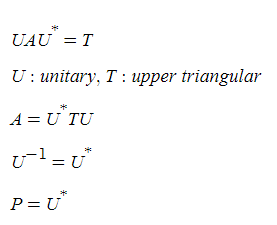 UAU* = T
U : unitary, T : upper triangular
A = U*TU
U⁻¹ = U*
P = U*